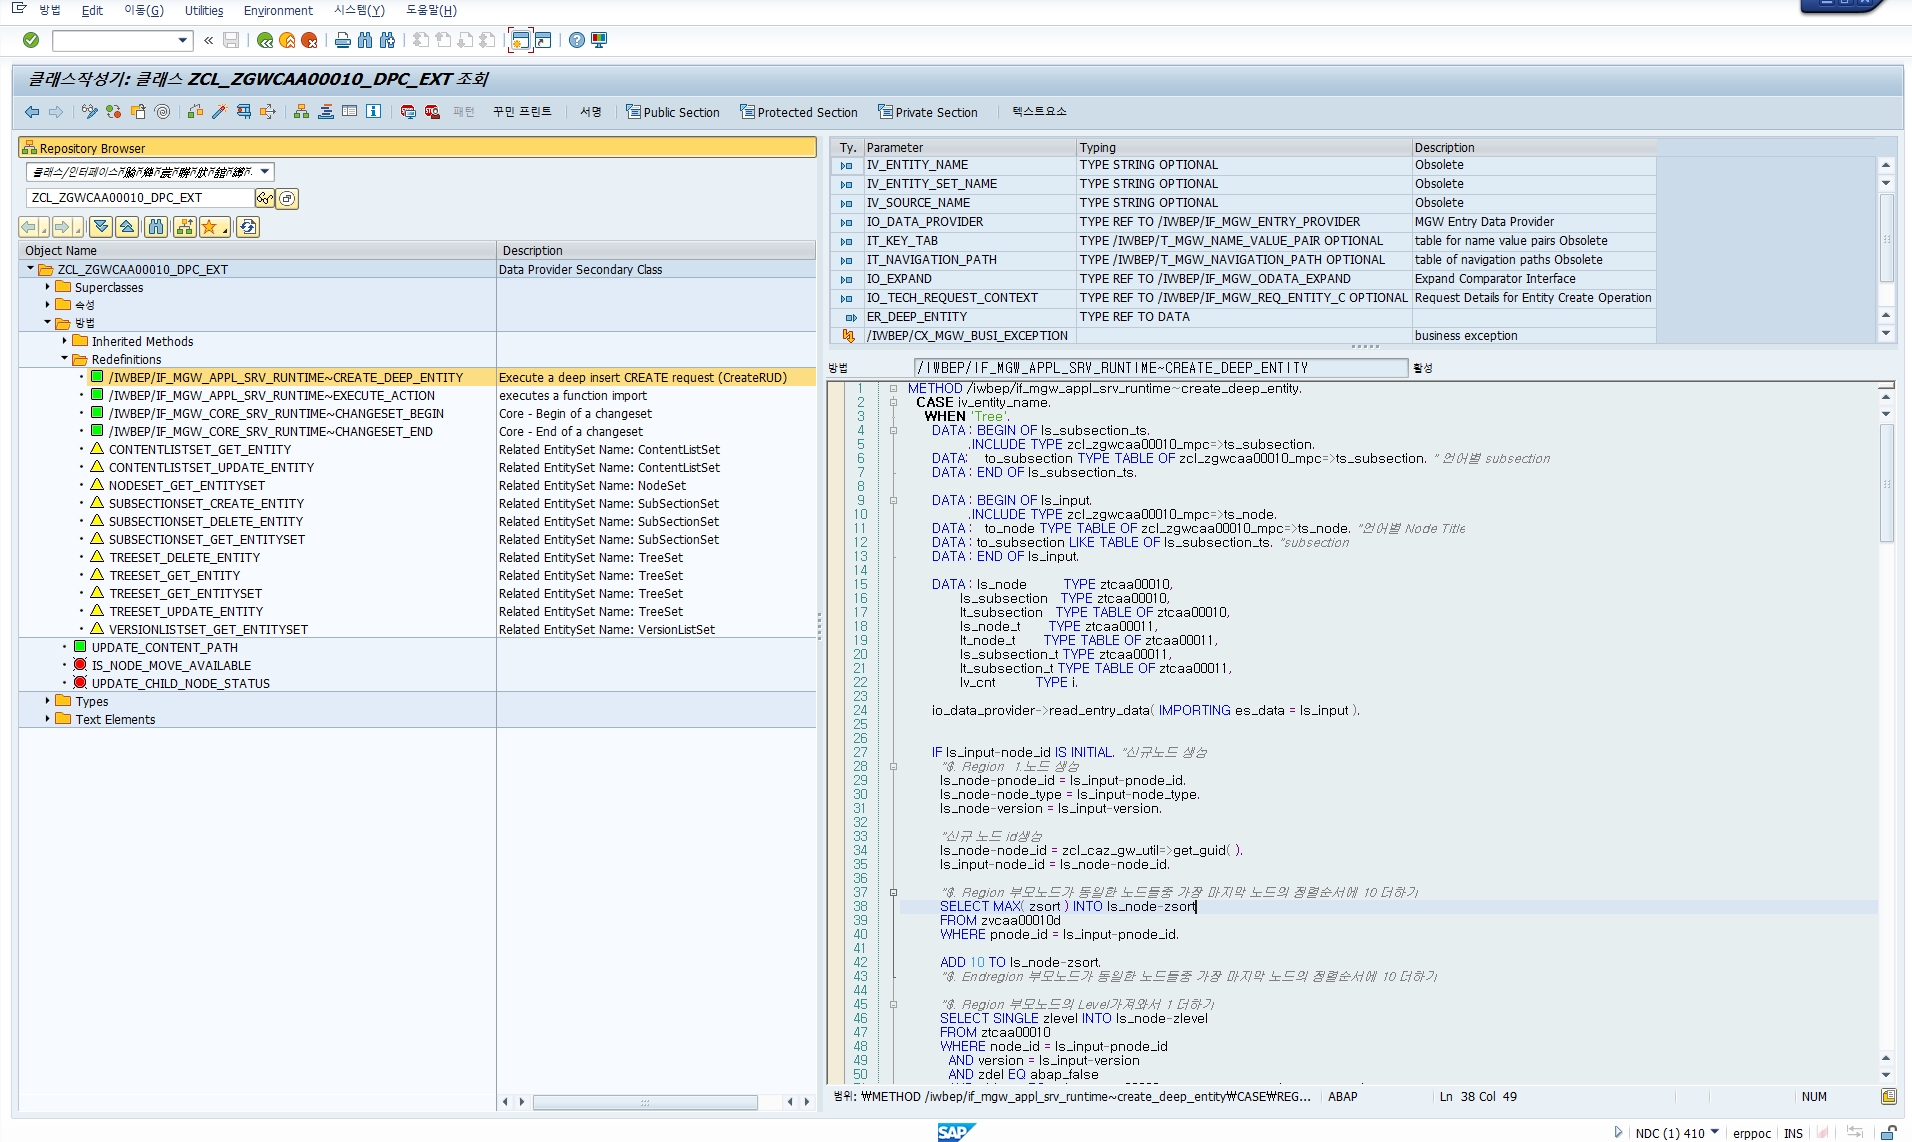 방법 Edit 이동(G) Utilities Environment 시스템(Y) 도움말(H)
클래스작성기: 클래스 ZCL_ZGWCAA00010_DPC_EXT 조회
패턴 꾸민 프린트 서명 Public Section Protected Section Private Section 텍스트요소
Repository Browser
클래스/인터페이스
ZCL_ZGWCAA00010_DPC_EXT
Object Name Description
ZCL_ZGWCAA00010_DPC_EXT Data Provider Secondary Class
Superclasses
속성
방법
Inherited Methods
Redefinitions
/IWBEP/IF_MGW_APPL_SRV_RUNTIME~CREATE_DEEP_ENTITY Execute a deep insert CREATE request (CreateRUD)
/IWBEP/IF_MGW_APPL_SRV_RUNTIME~EXECUTE_ACTION executes a function import
/IWBEP/IF_MGW_CORE_SRV_RUNTIME~CHANGESET_BEGIN Core - Begin of a changeset
/IWBEP/IF_MGW_CORE_SRV_RUNTIME~CHANGESET_END Core - End of a changeset
CONTENTLISTSET_GET_ENTITY Related EntitySet Name: ContentListSet
CONTENTLISTSET_UPDATE_ENTITY Related EntitySet Name: ContentListSet
NODESET_GET_ENTITYSET Related EntitySet Name: NodeSet
SUBSECTIONSET_CREATE_ENTITY Related EntitySet Name: SubSectionSet
SUBSECTIONSET_DELETE_ENTITY Related EntitySet Name: SubSectionSet
SUBSECTIONSET_GET_ENTITYSET Related EntitySet Name: SubSectionSet
TREESET_DELETE_ENTITY Related EntitySet Name: TreeSet
TREESET_GET_ENTITY Related EntitySet Name: TreeSet
TREESET_GET_ENTITYSET Related EntitySet Name: TreeSet
TREESET_UPDATE_ENTITY Related EntitySet Name: TreeSet
VERSIONLISTSET_GET_ENTITYSET Related EntitySet Name: VersionListSet
UPDATE_CONTENT_PATH
IS_NODE_MOVE_AVAILABLE
UPDATE_CHILD_NODE_STATUS
Types
Text Elements
Ty. Parameter Typing Description
IV_ENTITY_NAME TYPE STRING OPTIONAL Obsolete
IV_ENTITY_SET_NAME TYPE STRING OPTIONAL Obsolete
IV_SOURCE_NAME TYPE STRING OPTIONAL Obsolete
IO_DATA_PROVIDER TYPE REF TO /IWBEP/IF_MGW_ENTRY_PROVIDER MGW Entry Data Provider
IT_KEY_TAB TYPE /IWBEP/T_MGW_NAME_VALUE_PAIR OPTIONAL table for name value pairs Obsolete
IT_NAVIGATION_PATH TYPE /IWBEP/T_MGW_NAVIGATION_PATH OPTIONAL table of navigation paths Obsolete
IO_EXPAND TYPE REF TO /IWBEP/IF_MGW_ODATA_EXPAND Expand Comparator Interface
IO_TECH_REQUEST_CONTEXT TYPE REF TO /IWBEP/IF_MGW_REQ_ENTITY_C OPTIONAL Request Details for Entity Create Operation
ER_DEEP_ENTITY TYPE REF TO DATA
/IWBEP/CX_MGW_BUSI_EXCEPTION business exception
방법 /IWBEP/IF_MGW_APPL_SRV_RUNTIME~CREATE_DEEP_ENTITY 활성
1 METHOD /iwbep/if_mgw_appl_srv_runtime~create_deep_entity.
2 CASE iv_entity_name.
3 WHEN 'Tree'.
4 DATA : BEGIN OF ls_subsection_ts.
5 .INCLUDE TYPE zcl_zgwcaa00010_mpc=>ts_subsection.
6 DATA: to_subsection TYPE TABLE OF zcl_zgwcaa00010_mpc=>ts_subsection. " 언어별 subsection
7 DATA : END OF ls_subsection_ts.
8
9 DATA : BEGIN OF ls_input.
10 .INCLUDE TYPE zcl_zgwcaa00010_mpc=>ts_node.
11 DATA : to_node TYPE TABLE OF zcl_zgwcaa00010_mpc=>ts_node. "언어별 Node Title
12 DATA : to_subsection LIKE TABLE OF ls_subsection_ts. "subsection
13 DATA : END OF ls_input.
14
15 DATA : ls_node TYPE ztcaa00010,
16 ls_subsection TYPE ztcaa00010,
17 lt_subsection TYPE TABLE OF ztcaa00010,
18 ls_node_t TYPE ztcaa00011,
19 lt_node_t TYPE TABLE OF ztcaa00011,
20 ls_subsection_t TYPE ztcaa00011,
21 lt_subsection_t TYPE TABLE OF ztcaa00011,
22 lv_cnt TYPE i.
23
24 io_data_provider->read_entry_data( IMPORTING es_data = ls_input ).
25
26
27 IF ls_input-node_id IS INITIAL. "신규노드 생성
28 "$. Region 1.노드 생성
29 ls_node-pnode_id = ls_input-pnode_id.
30 ls_node-node_type = ls_input-node_type.
31 ls_node-version = ls_input-version.
32
33 "신규 노드 id생성
34 ls_node-node_id = zcl_caz_gw_util=>get_guid( ).
35 ls_input-node_id = ls_node-node_id.
36
37 "$. Region 부모노드가 동일한 노드들중 가장 마지막 노드의 정렬순서에 10 더하기
38 SELECT MAX( zsort ) INTO ls_node-zsort
39 FROM zvcaa00010d
40 WHERE pnode_id = ls_input-pnode_id.
41
42 ADD 10 TO ls_node-zsort.
43 "$. Endregion 부모노드가 동일한 노드들중 가장 마지막 노드의 정렬순서에 10 더하기
44
45 "$. Region 부모노드의 Level가져와서 1 더하기
46 SELECT SINGLE zlevel INTO ls_node-zlevel
47 FROM ztcaa00010
48 WHERE node_id = ls_input-pnode_id
49 AND version = ls_input-version
50 AND zdel EQ abap_false
범위: ₩METHOD /iwbep/if_mgw_appl_srv_runtime~create_deep_entity₩CASE₩REG... ABAP Ln 38 Col 49 NUM
SAP NDC (1) 410 erppoc INS